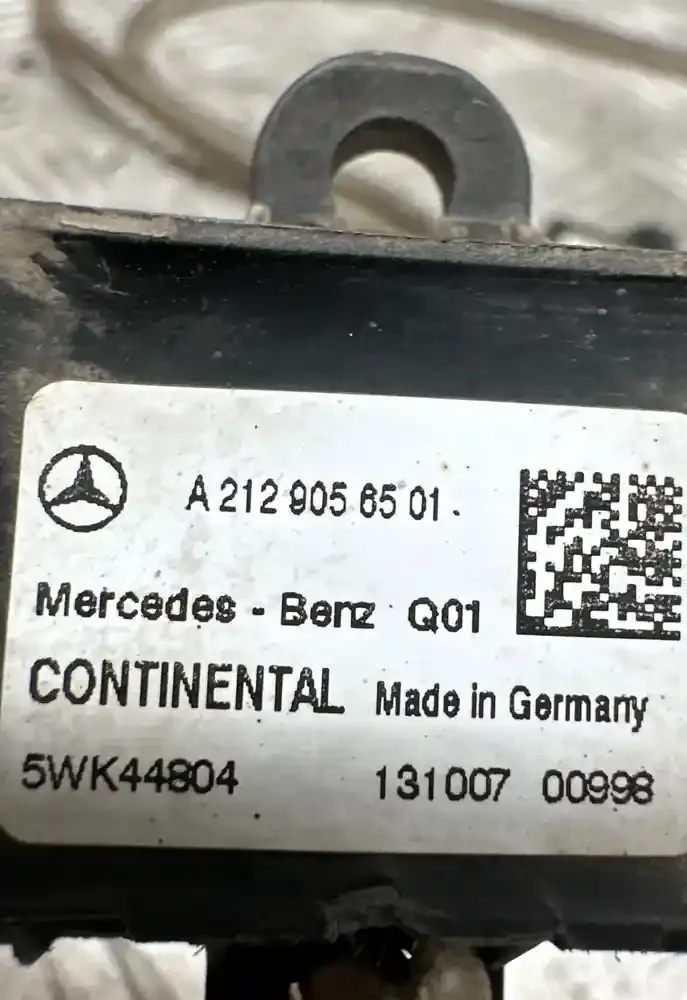 A 212 905 65 01.
Mercedes - Benz Q01
CONTINENTAL Made in Germany
5WK44804 131007 00998